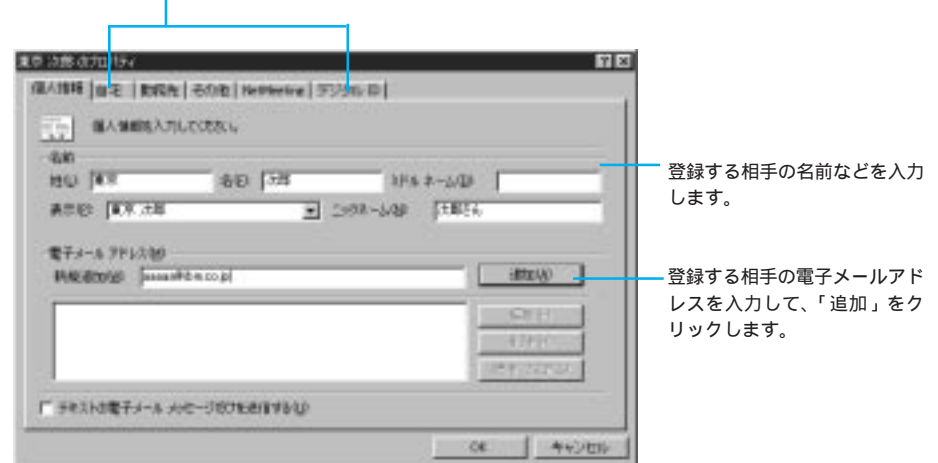 東京 次郎 のプロパティ
個人情報 自宅 勤務先 その他 NetMeeting デジタル ID
個人情報を入力してください。
名前
姓(L) 東京 名(F) 次郎 ミドル ネーム(D)
表示(P) 東京 次郎 ニックネーム(N) 次郎さん
電子メール アドレス(M)
新規追加(W) 追加(A)
テキストの電子メール メッセージだけを送信する(U)
OK キャンセル
登録する相手の名前などを入力
します。
登録する相手の電子メールアド
レスを入力して、「追加」をク
リックします。